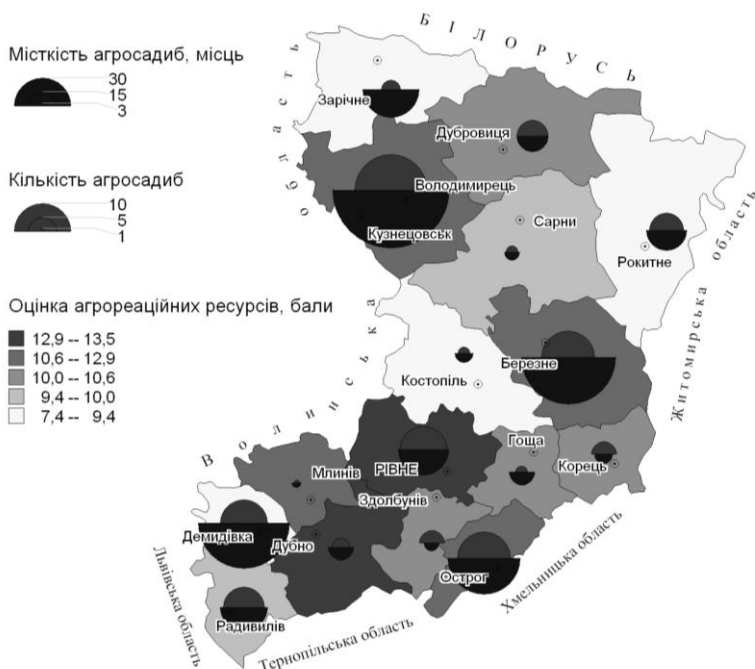 Місткість агросадиб, місць
30
15
3
Кількість агросадиб
10
5
1
Оцінка агрореаційних ресурсів, бали
12,9 -- 13,5
10,6 -- 12,9
10,0 -- 10,6
9,4 -- 10,0
7,4 -- 9,4
БІЛОРУСЬ
Волинська область
Житомирська область
Хмельницька область
Тернопільська область
Львівська область
Зарічне
Дубровиця
Володимирець
Кузнецовськ
Сарни
Рокитне
Березне
Костопіль
Гоща
Корець
РІВНЕ
Млинів
Здолбунів
Демидівка
Дубно
Острог
Радивилів